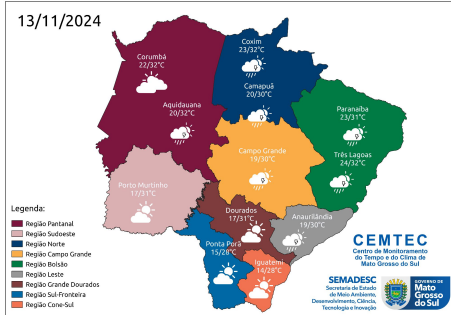 13/11/2024
Coxim
23/32°C
Corumbá
22/32°C
Camapuã
20/30°C
Aquidauana
20/32°C
Paranaíba
23/31°C
Campo Grande
19/30°C
Três Lagoas
24/32°C
Porto Murtinho
17/31°C
Dourados
17/31°C
Anaurilândia
19/30°C
Ponta Porã
15/28°C
Iguatemi
14/28°C
Legenda:
Região Pantanal
Região Sudoeste
Região Norte
Região Campo Grande
Região Bolsão
Região Leste
Região Grande Dourados
Região Sul-Fronteira
Região Cone-Sul
CEMTEC
Centro de Monitoramento
do Tempo e do Clima de
Mato Grosso do Sul
SEMADESC
Secretaria de Estado
de Meio Ambiente,
Desenvolvimento, Ciência,
Tecnologia e Inovação
GOVERNO DE
Mato
Grosso
do Sul